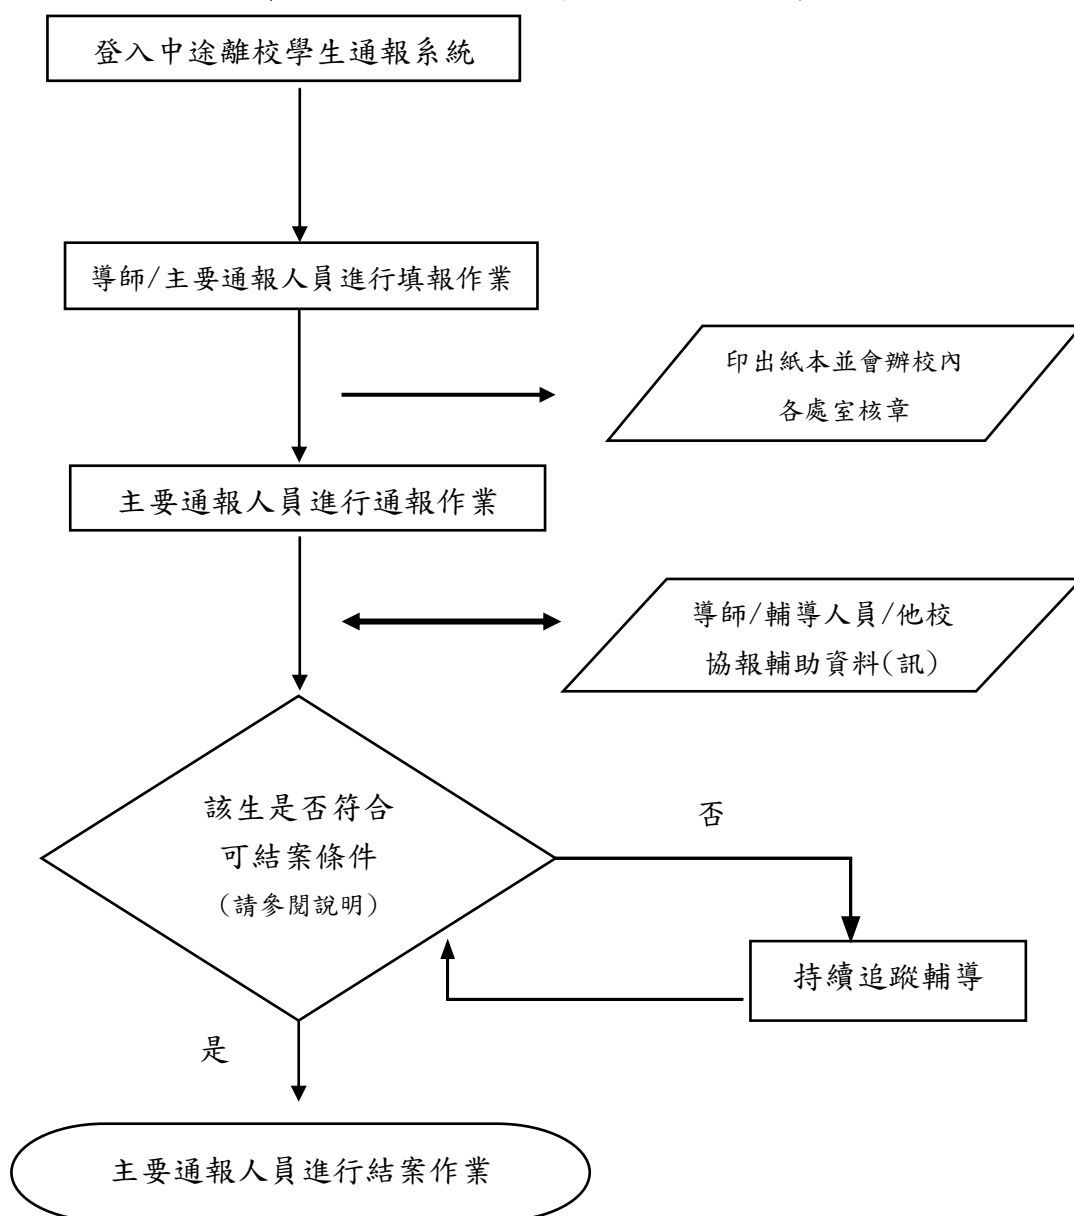 登入中途離校學生通報系統
導師/主要通報人員進行填報作業
印出紙本並會辦校內
各處室核章
主要通報人員進行通報作業
導師/輔導人員/他校
協報輔助資料(訊)
該生是否符合
可結案條件
(請參閱說明)
否
持續追蹤輔導
是
主要通報人員進行結案作業